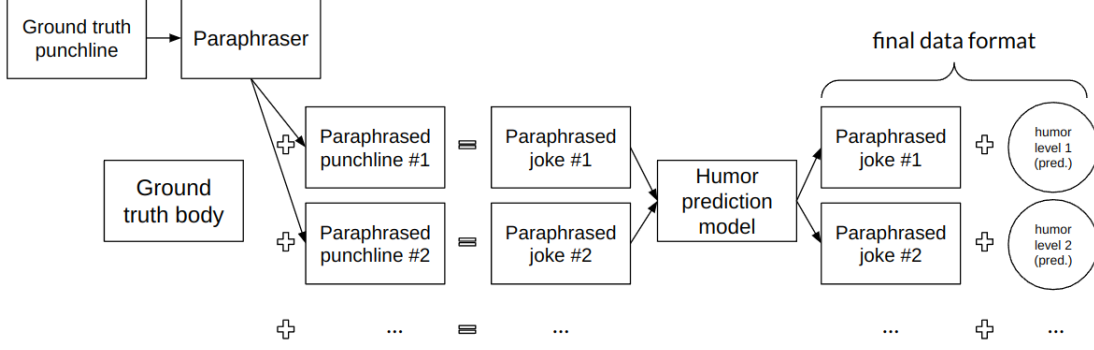 Ground truth
punchline
Paraphraser
final data format
Paraphrased
punchline #1
Paraphrased
joke #1
Paraphrased
joke #1
humor
level 1
(pred.)
Ground
truth body
Humor
prediction
model
Paraphrased
punchline #2
Paraphrased
joke #2
Paraphrased
joke #2
humor
level 2
(pred.)
... ... ... ...